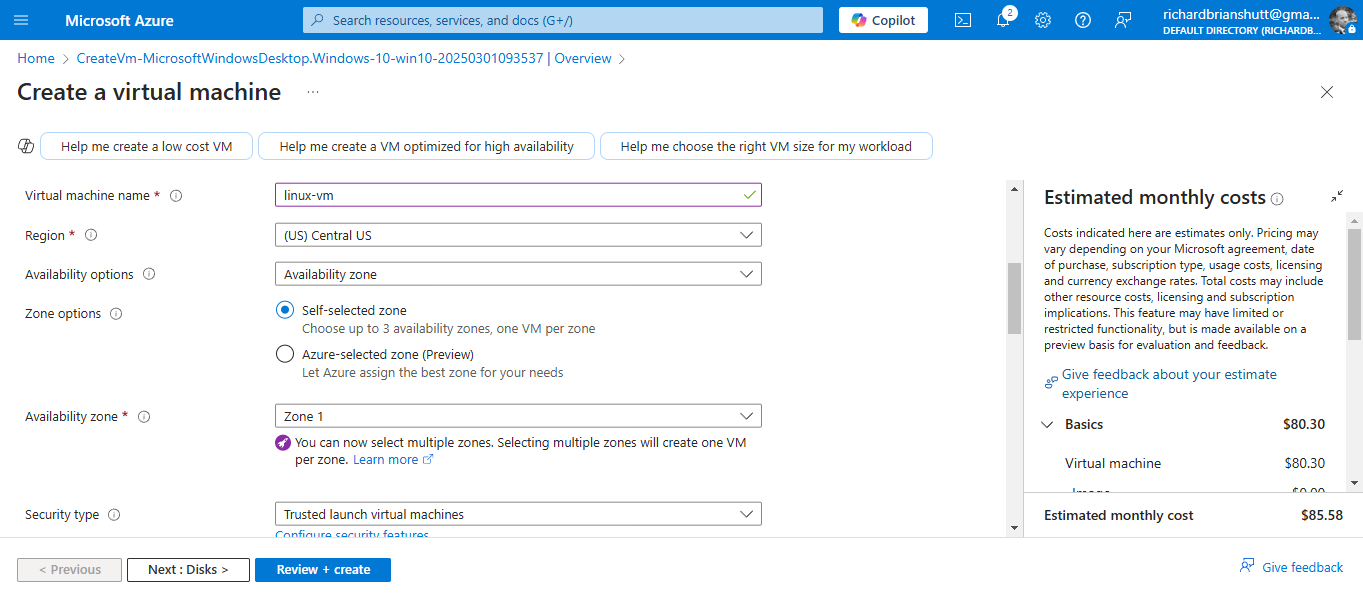 Microsoft Azure
Search resources, services, and docs (G+/)
Copilot
2
richardbrianshutt@gma...
DEFAULT DIRECTORY (RICHARDB...
Home > CreateVm-MicrosoftWindowsDesktop.Windows-10-win10-20250301093537 | Overview >
Create a virtual machine ...
Help me create a low cost VM
Help me create a VM optimized for high availability
Help me choose the right VM size for my workload
Virtual machine name *
linux-vm
Region *
(US) Central US
Availability options
Availability zone
Zone options
Self-selected zone
Choose up to 3 availability zones, one VM per zone
Azure-selected zone (Preview)
Let Azure assign the best zone for your needs
Availability zone *
Zone 1
You can now select multiple zones. Selecting multiple zones will create one VM
per zone. Learn more
Security type
Trusted launch virtual machines
Configure security features
Estimated monthly costs
Costs indicated here are estimates only. Pricing may
vary depending on your Microsoft agreement, date
of purchase, subscription type, usage costs, licensing
and currency exchange rates. Total costs may include
other resource costs, licensing and subscription
implications. This feature may have limited or
restricted functionality, but is made available on a
preview basis for evaluation and feedback.
Give feedback about your estimate
experience
Basics $80.30
Virtual machine $80.30
Image $0.00
Estimated monthly cost $85.58
< Previous
Next : Disks >
Review + create
Give feedback